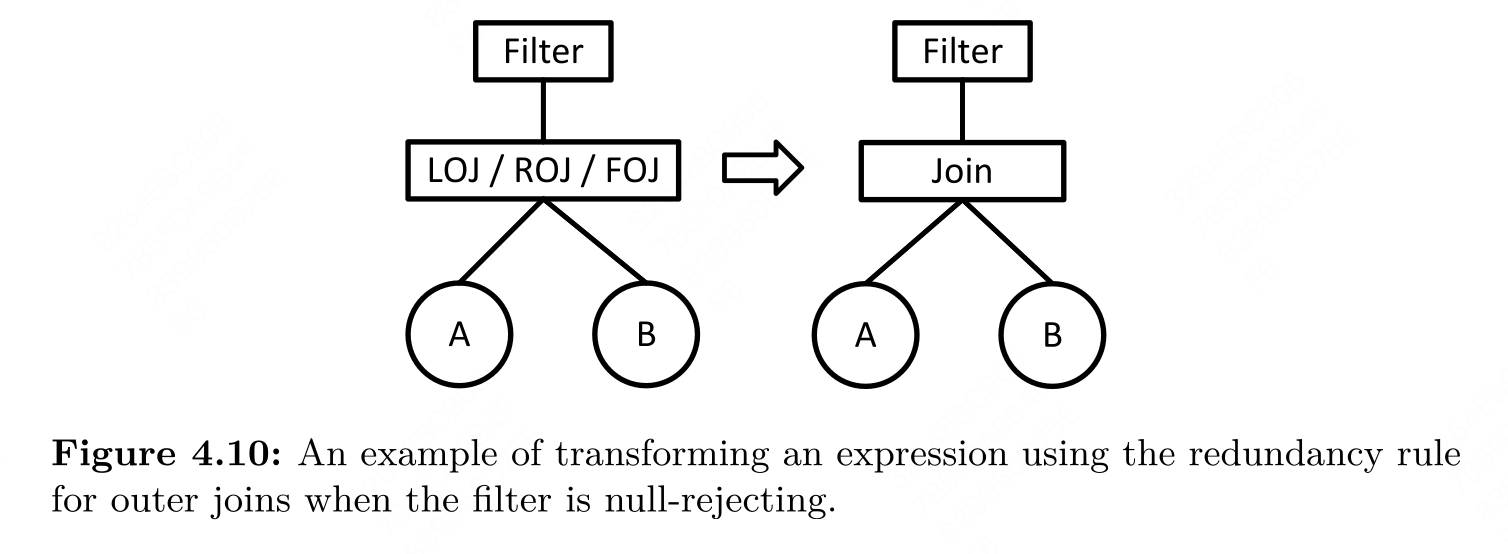 Filter
Filter
LOJ / ROJ / FOJ
Join
A
B
A
B
Figure 4.10: An example of transforming an expression using the redundancy rule
for outer joins when the filter is null-rejecting.